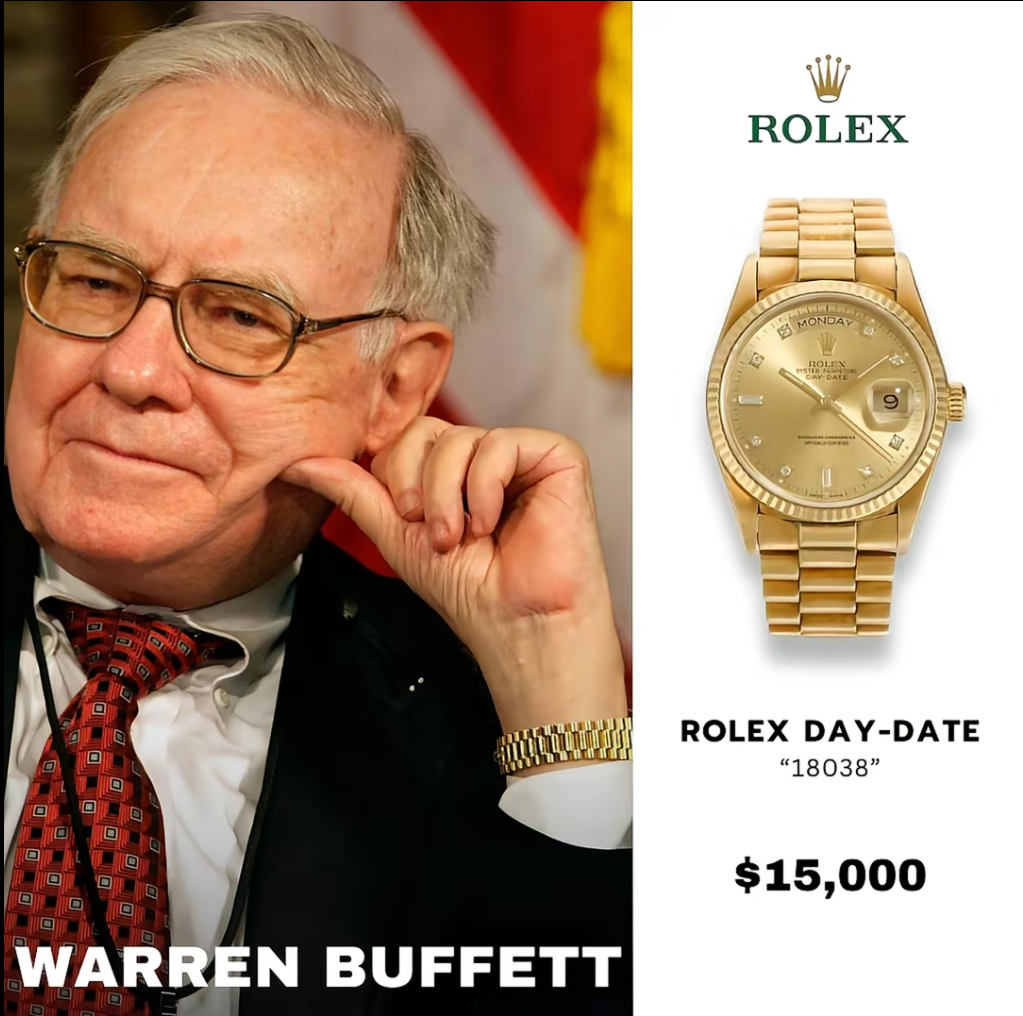 WARREN BUFFETT
ROLEX
MONDAY
ROLEX
OYSTER PERPETUAL
DAY-DATE
9
ROLEX DAY-DATE
“18038”
$15,000